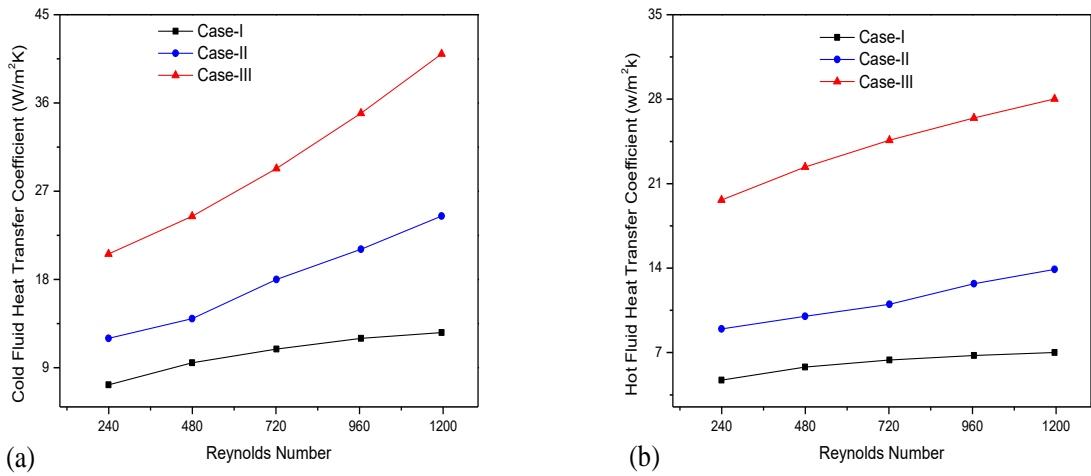 45
36
27
18
9
Cold Fluid Heat Transfer Coefficient (W/m²K)
Case-I
Case-II
Case-III
240 480 720 960 1200
Reynolds Number
(a)
35
28
21
14
7
Hot Fluid Heat Transfer Coefficient (w/m²k)
Case-I
Case-II
Case-III
240 480 720 960 1200
Reynolds Number
(b)